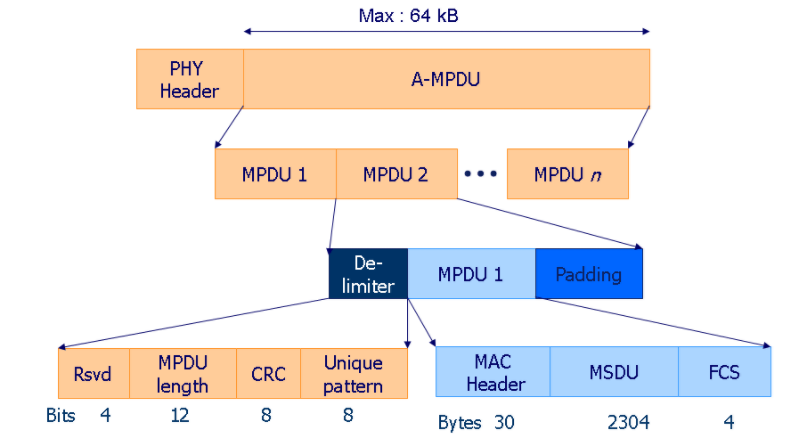 Max : 64 kB
PHY
Header
A-MPDU
MPDU 1
MPDU 2
•••
MPDU n
De-
limiter
MPDU 1
Padding
Rsvd
MPDU
length
CRC
Unique
pattern
MAC
Header
MSDU
FCS
Bits 4 12 8 8
Bytes 30 2304 4